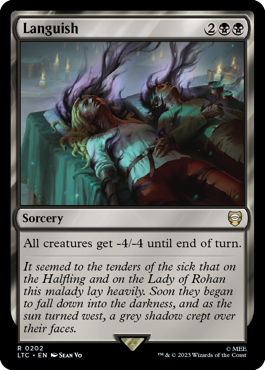 Languish 2
Sorcery
All creatures get -4/-4 until end of turn.
It seemed to the tenders of the sick that on
the Halfling and on the Lady of Rohan
this malady lay heavily. Soon they began
to fall down into the darkness, and as the
sun turned west, a grey shadow crept over
their faces.
R 0202 © MEE
LTC • EN SEAN VO ™ & © 2023 Wizards of the Coast